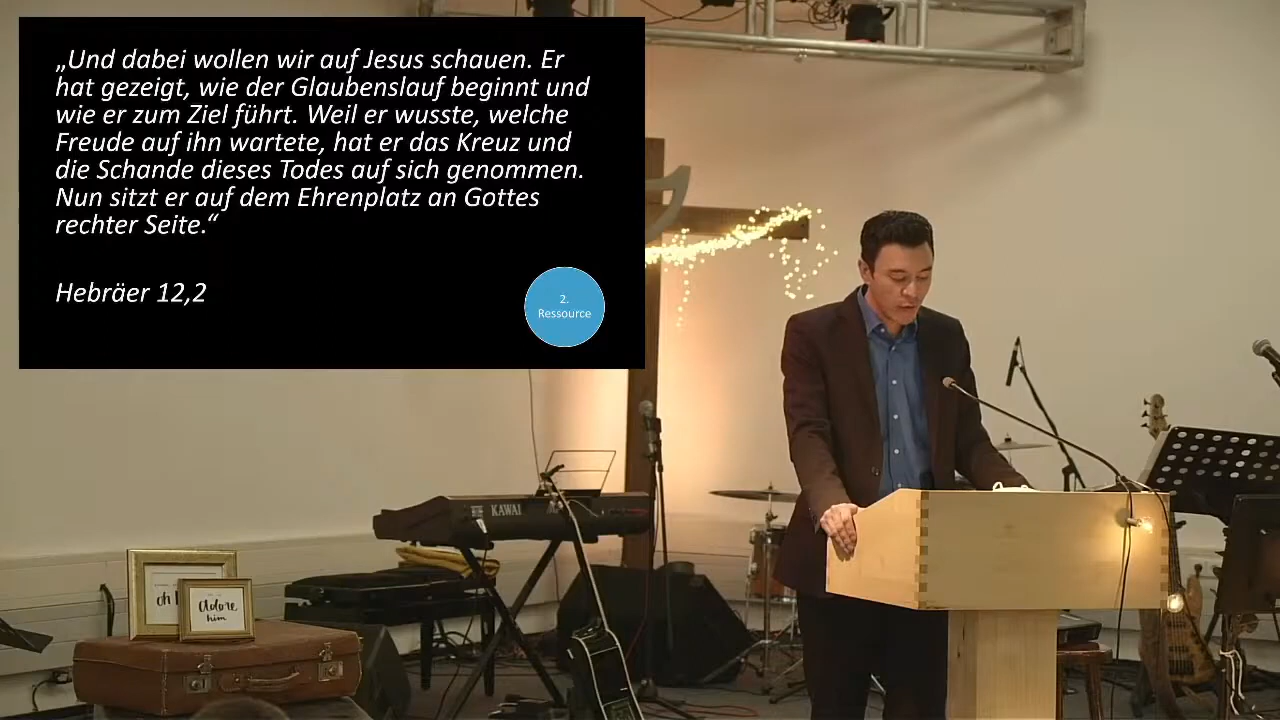 „Und dabei wollen wir auf Jesus schauen. Er
hat gezeigt, wie der Glaubenslauf beginnt und
wie er zum Ziel führt. Weil er wusste, welche
Freude auf ihn wartete, hat er das Kreuz und
die Schande dieses Todes auf sich genommen.
Nun sitzt er auf dem Ehrenplatz an Gottes
rechter Seite.“
Hebräer 12,2
2.
Ressource
KAWAI
oh
adore
him